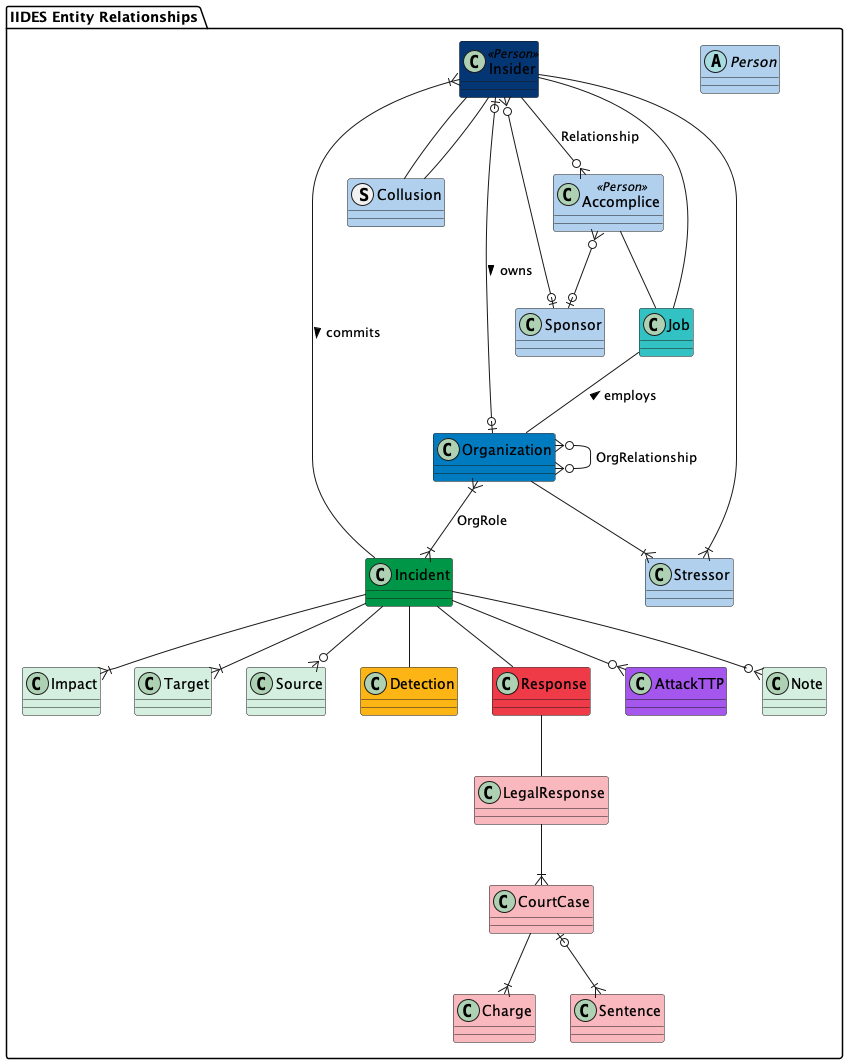 IIDES Entity Relationships
C «Person» Insider
A Person
Relationship
S Collusion
C «Person» Accomplice
owns
commits
C Sponsor
C Job
employs
C Organization
OrgRelationship
OrgRole
C Incident
C Stressor
C Impact
C Target
C Source
C Detection
C Response
C AttackTTP
C Note
C LegalResponse
C CourtCase
C Charge
C Sentence